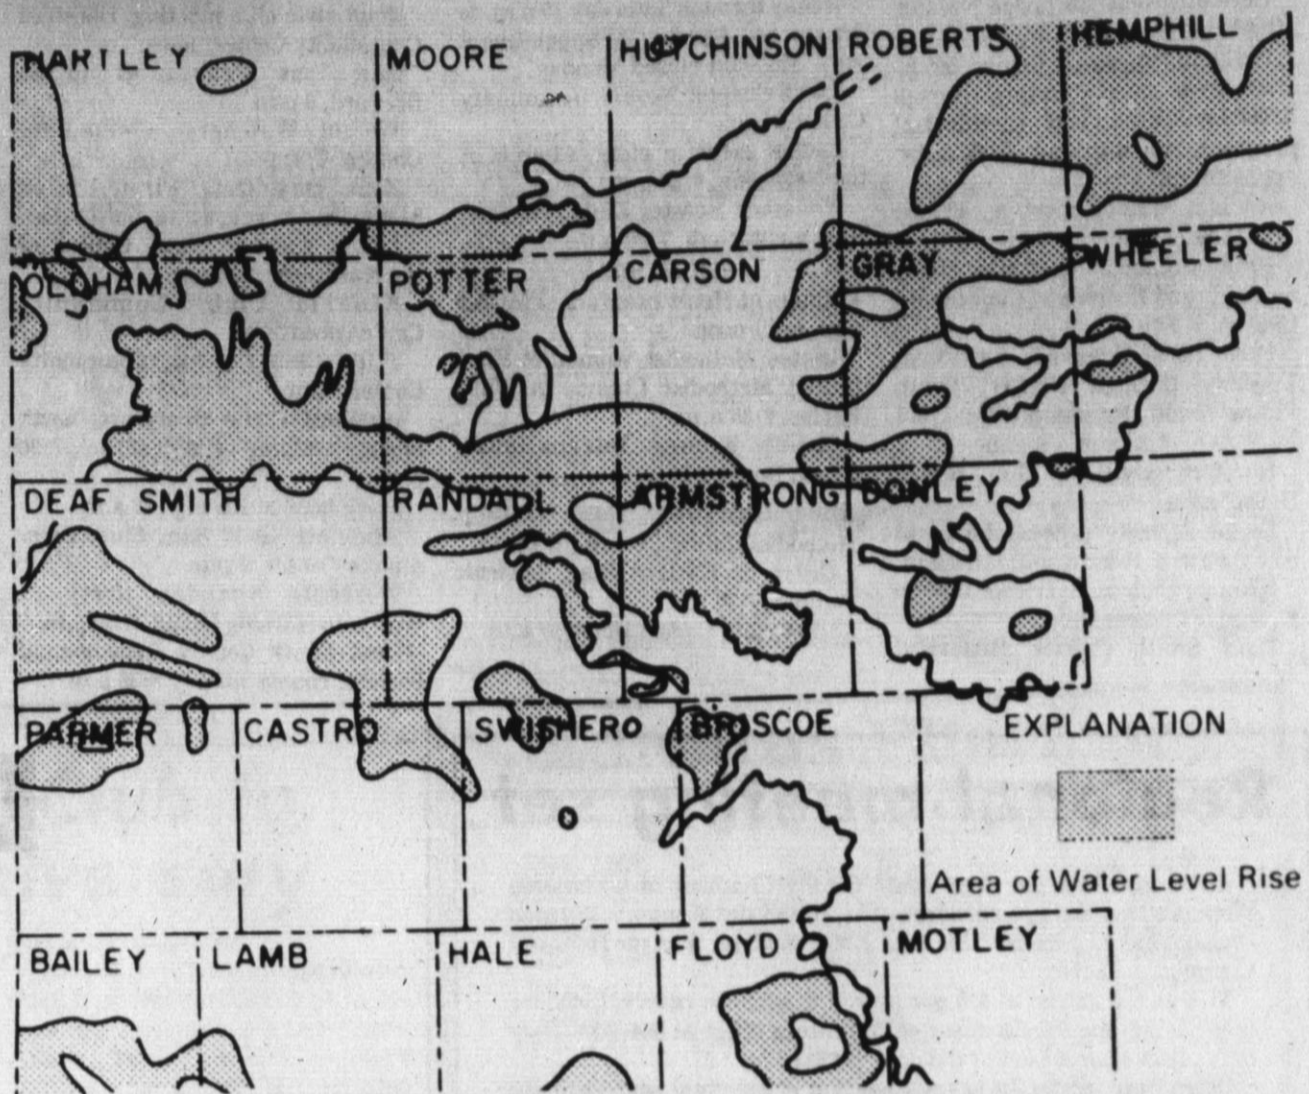 HARTLEY MOORE HUTCHINSON ROBERTS HEMPHILL
OLDHAM POTTER CARSON GRAY WHEELER
DEAF SMITH RANDALL ARMSTRONG DONLEY
PARMER CASTRO SWISHER BRISCOE EXPLANATION
Area of Water Level Rise
BAILEY LAMB HALE FLOYD MOTLEY